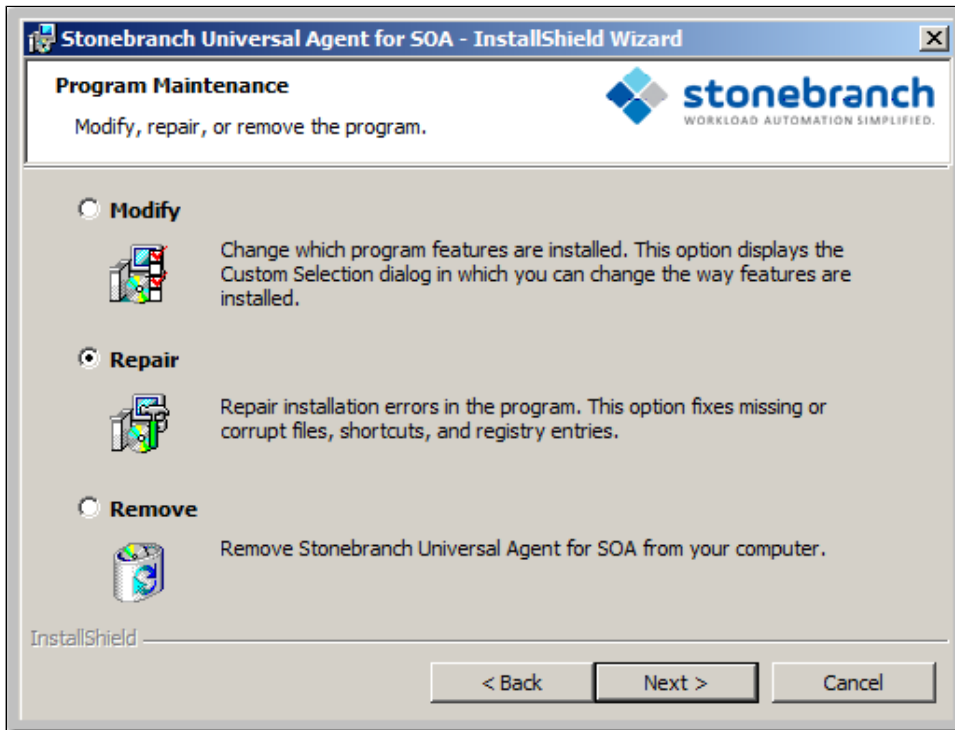 Stonebranch Universal Agent for SOA - InstallShield Wizard
Program Maintenance
Modify, repair, or remove the program.
stonebranch
WORKLOAD AUTOMATION SIMPLIFIED.
Modify
Change which program features are installed. This option displays the
Custom Selection dialog in which you can change the way features are
installed.
Repair
Repair installation errors in the program. This option fixes missing or
corrupt files, shortcuts, and registry entries.
Remove
Remove Stonebranch Universal Agent for SOA from your computer.
InstallShield
< Back
Next >
Cancel